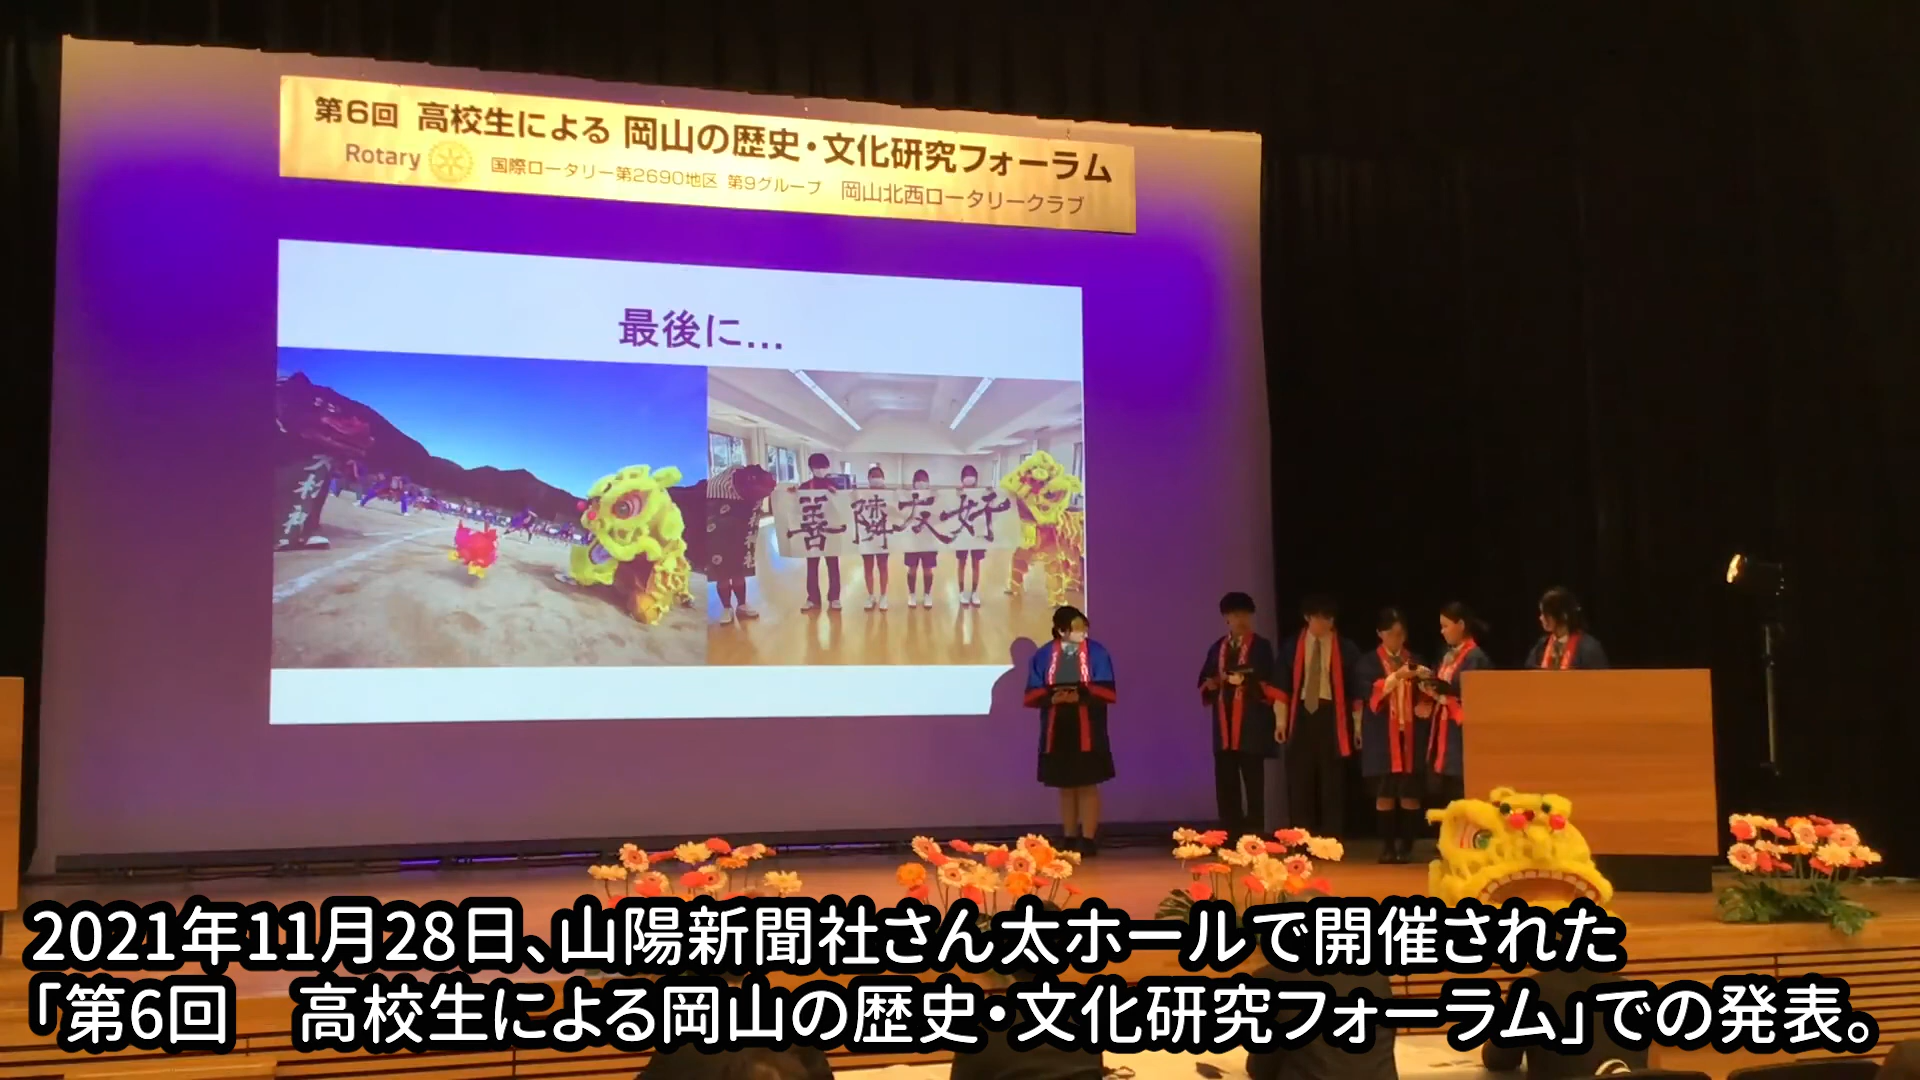 第6回 高校生による 岡山の歴史・文化研究フォーラム
Rotary 国際ロータリー第2690地区 第9グループ 岡山北西ロータリークラブ
最後に...
善隣友好
2021年11月28日、山陽新聞社さん太ホールで開催された
「第6回　高校生による岡山の歴史・文化研究フォーラム」での発表。